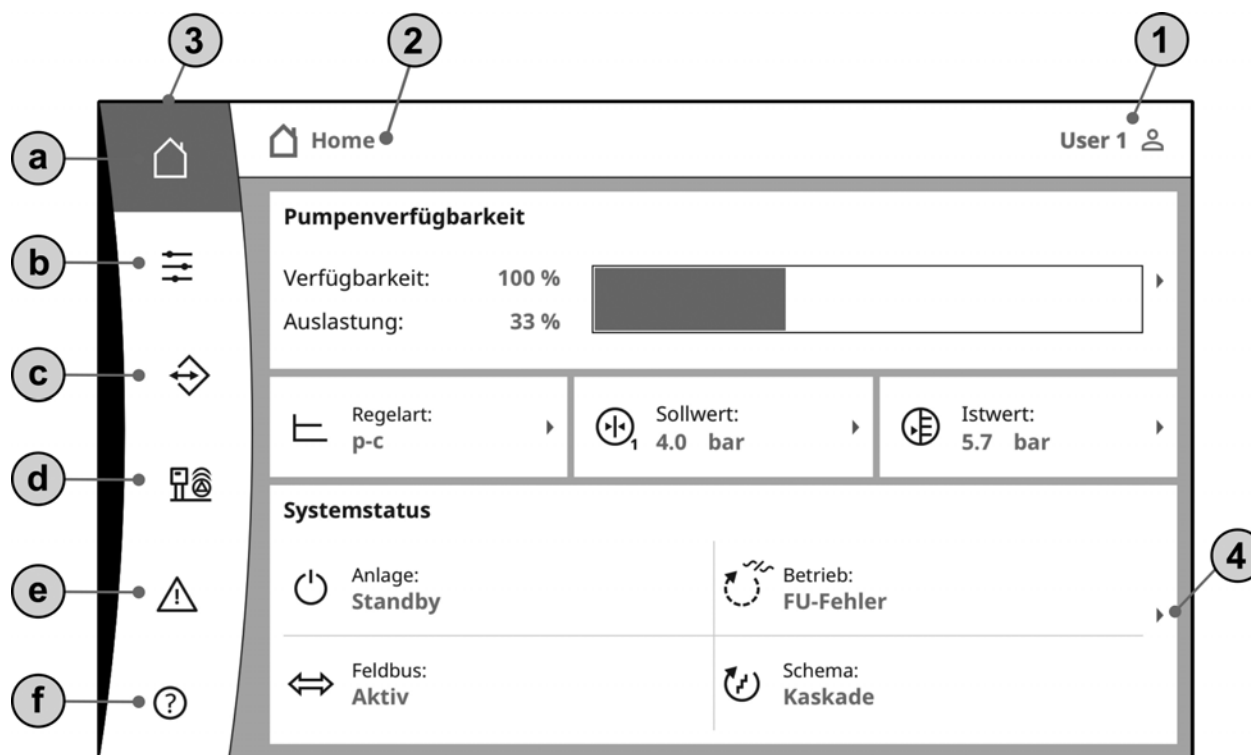 3
2
1
a
Home
User 1
Pumpenverfügbarkeit
b
Verfügbarkeit: 100 %
Auslastung: 33 %
c
Regelart:
p-c
1
Sollwert:
4.0 bar
Istwert:
5.7 bar
d
Systemstatus
4
e
Anlage:
Standby
Betrieb:
FU-Fehler
f
?
Feldbus:
Aktiv
Schema:
Kaskade